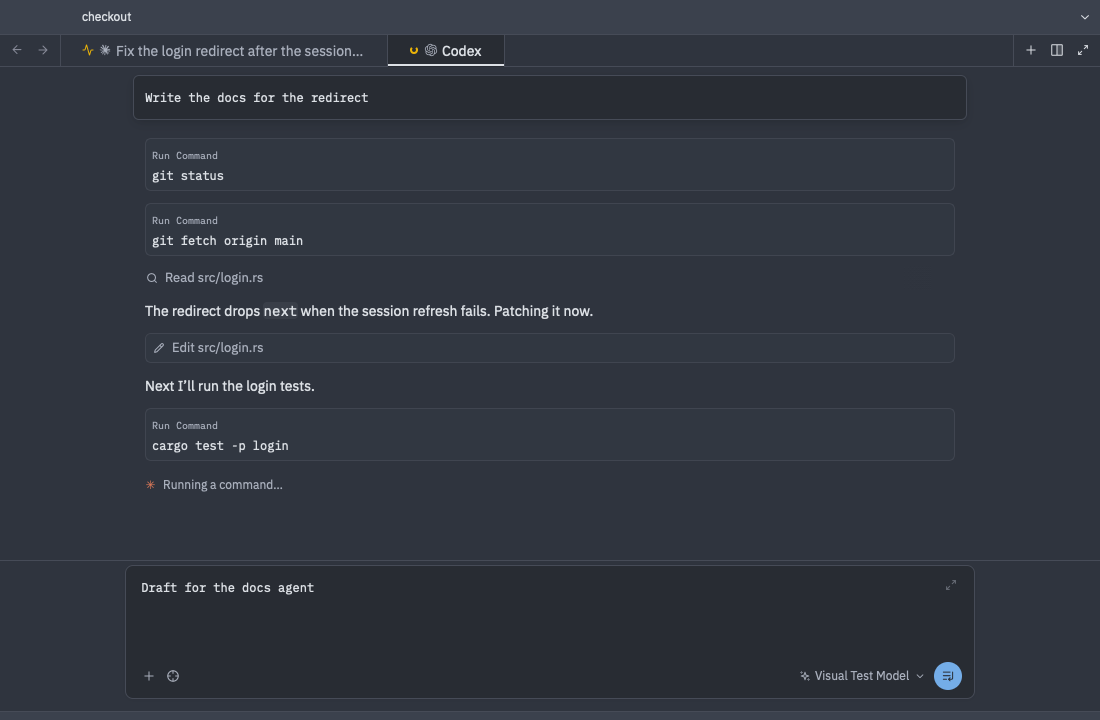 checkout
Fix the login redirect after the session…
Codex
Write the docs for the redirect
Run Command
git status
Run Command
git fetch origin main
Read src/login.rs
The redirect drops next when the session refresh fails. Patching it now.
Edit src/login.rs
Next I’ll run the login tests.
Run Command
cargo test -p login
Running a command…
Draft for the docs agent
Visual Test Model